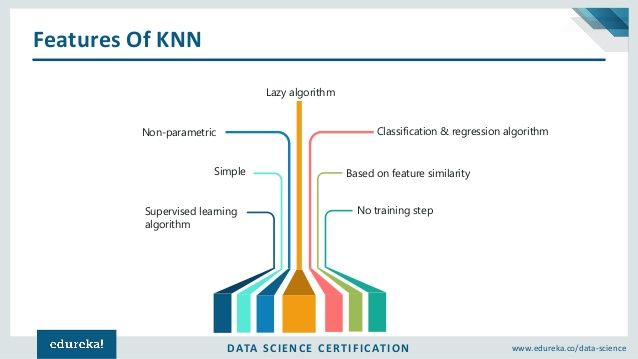 Features Of KNN
Lazy algorithm
Non-parametric
Classification & regression algorithm
Simple
Based on feature similarity
Supervised learning
algorithm
No training step
edureka!
DATA SCIENCE CERTIFICATION
www.edureka.co/data-science